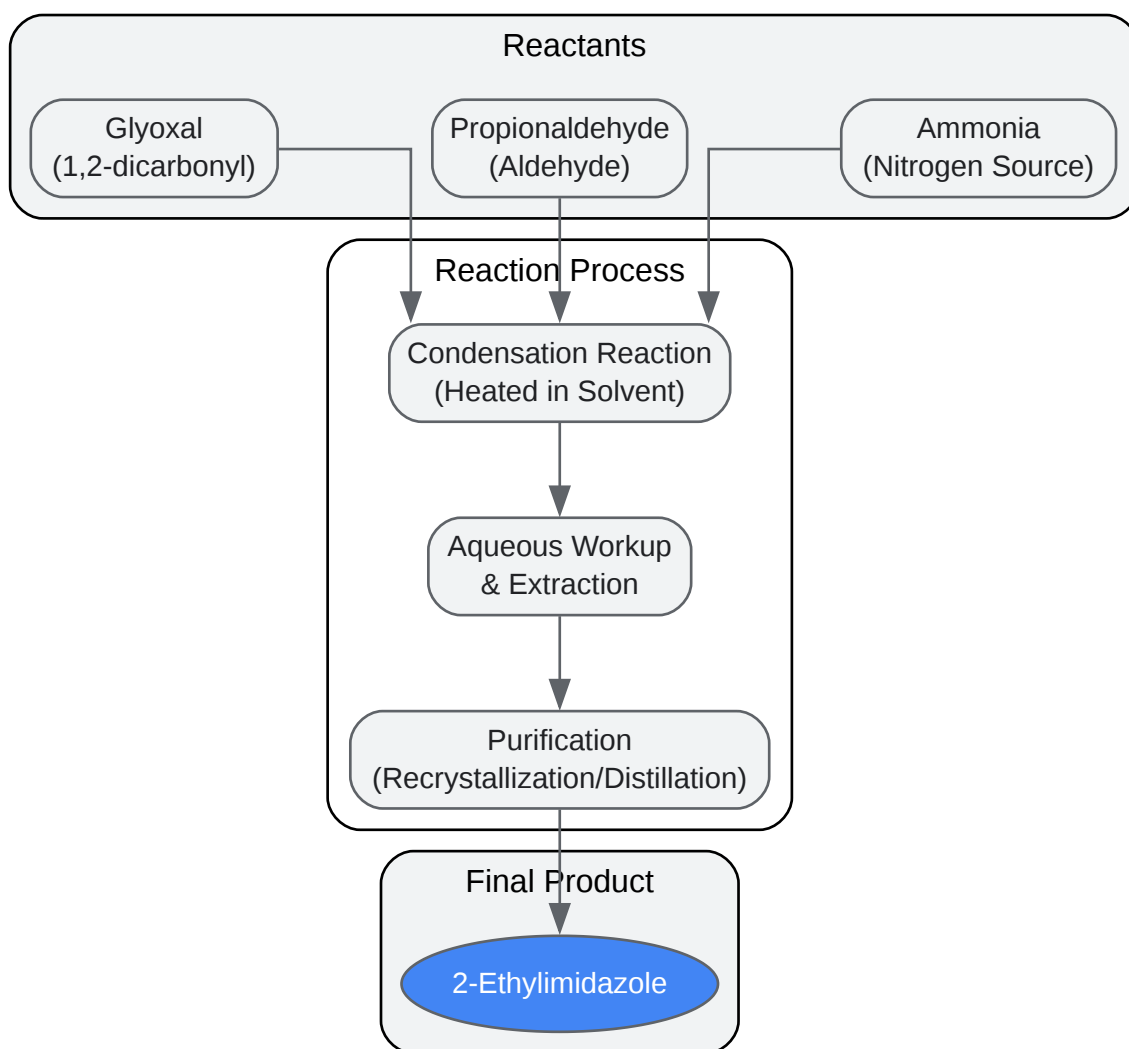 Reactants
Glyoxal
(1,2-dicarbonyl)
Propionaldehyde
(Aldehyde)
Ammonia
(Nitrogen Source)
Reaction Process
Condensation Reaction
(Heated in Solvent)
Aqueous Workup
& Extraction
Purification
(Recrystallization/Distillation)
Final Product
2-Ethylimidazole